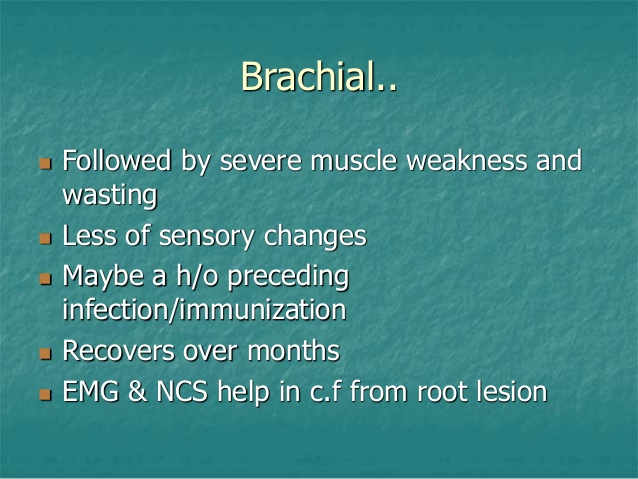 Brachial..
Followed by severe muscle weakness and
wasting
Less of sensory changes
Maybe a h/o preceding
infection/immunization
Recovers over months
EMG & NCS help in c.f from root lesion